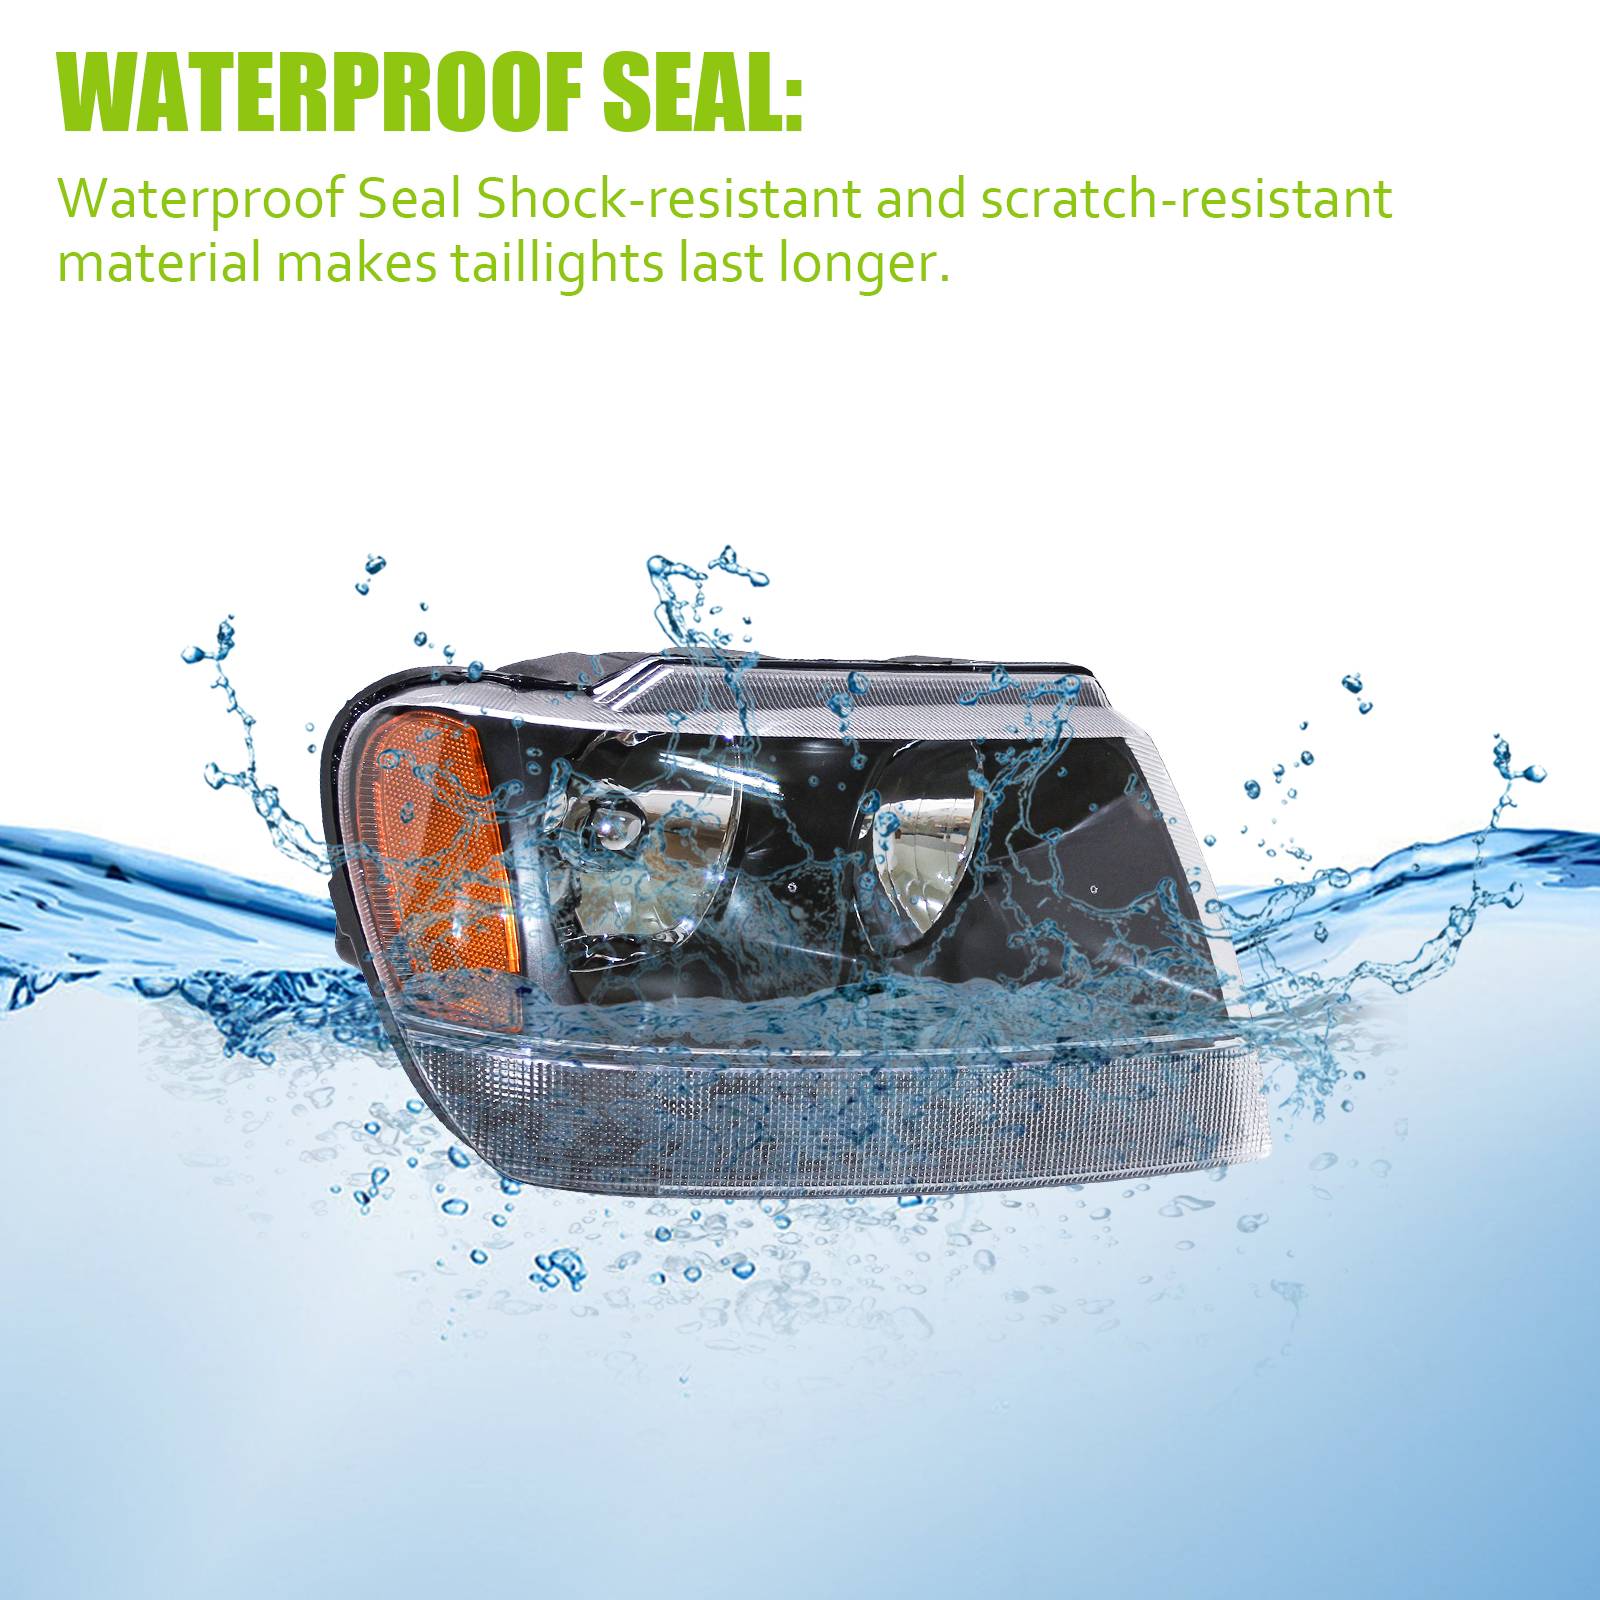 WATERPROOF SEAL:
Waterproof Seal Shock-resistant and scratch-resistant
material makes taillights last longer.